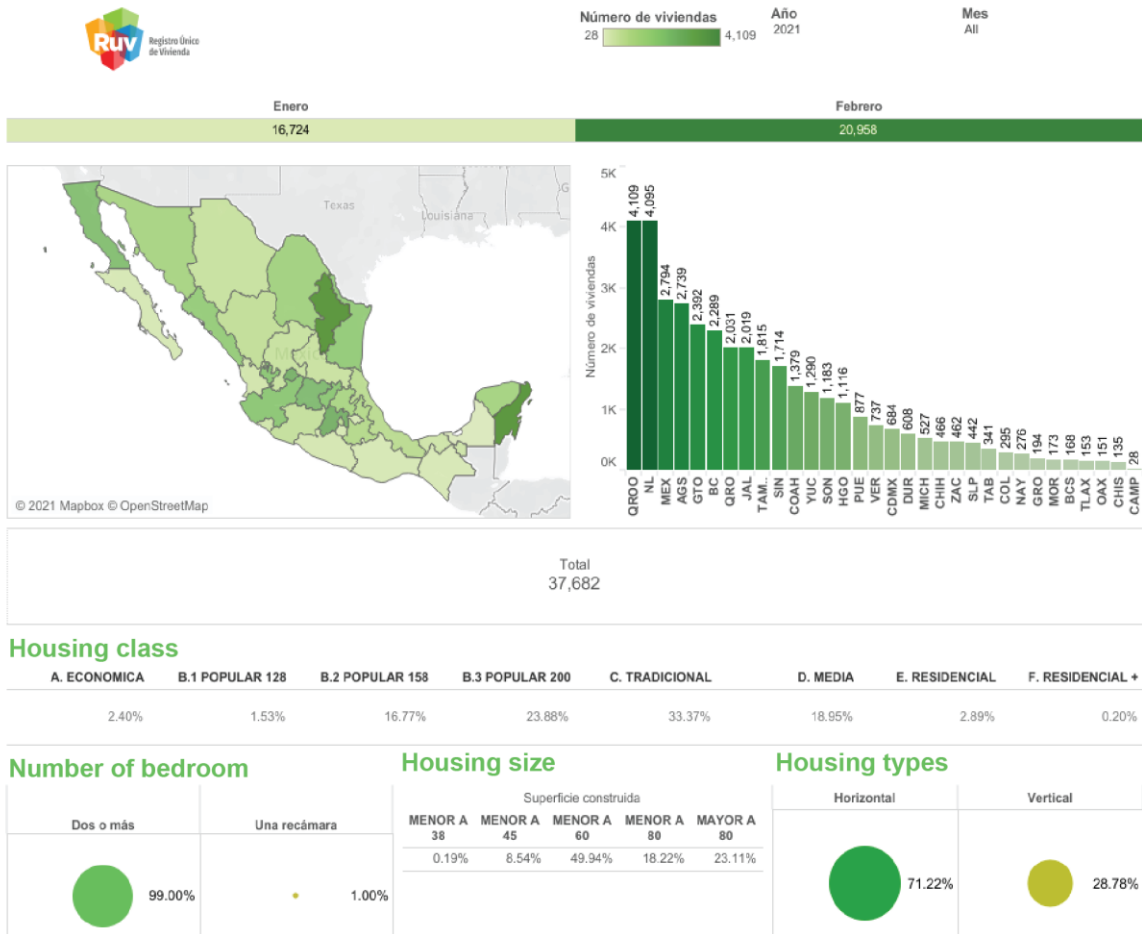 Ruv Registro Único
de Vivienda
Número de viviendas
28 4,109
Año
2021
Mes
All
Enero Febrero
16,724 20,958
Texas
Louisiana
© 2021 Mapbox © OpenStreetMap
Número de viviendas
5K
4K
3K
2K
1K
0K
4,109 4,095 2,794 2,739 2,392 2,289 2,031 2,019 1,815 1,714 1,379 1,290 1,183 1,116 877 737 684 608 527 466 462 442 341 295 276 194 173 168 153 151 135 28
QROO NL MEX AGS GTO BC QRO JAL TAM.. SIN COAH YUC SON HGO PUE VER CDMX DUR MICH CHIH ZAC SLP TAB COL NAY GRO MOR BCS TLAX OAX CHIS CAMP
Total
37,682
Housing class
A. ECONOMICA B.1 POPULAR 128 B.2 POPULAR 158 B.3 POPULAR 200 C. TRADICIONAL D. MEDIA E. RESIDENCIAL F. RESIDENCIAL +
2.40% 1.53% 16.77% 23.88% 33.37% 18.95% 2.89% 0.20%
Number of bedroom
Dos o más Una recámara
99.00% 1.00%
Housing size
Superficie construida
MENOR A MENOR A MENOR A MENOR A MAYOR A
38 45 60 80 80
0.19% 8.54% 49.94% 18.22% 23.11%
Housing types
Horizontal Vertical
71.22% 28.78%